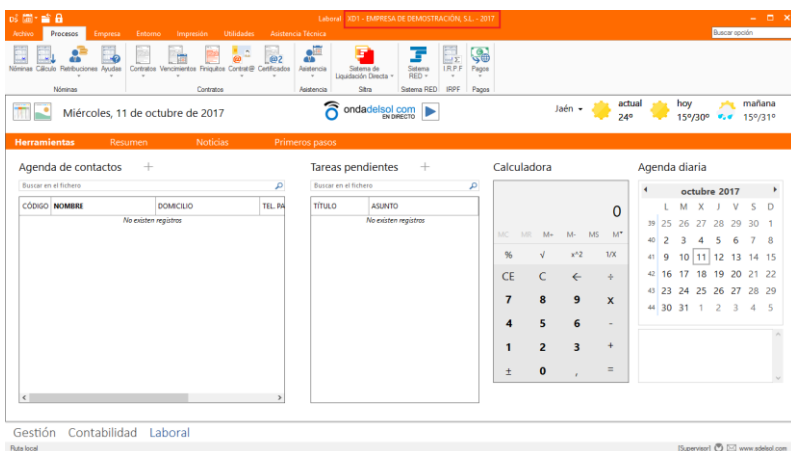 Laboral XD1 - EMPRESA DE DEMOSTRACIÓN, S.L. - 2017
Archivo Procesos Empresa Entorno Impresión Utilidades Asistencia Técnica
Buscar opción
Nóminas Cálculo Retribuciones Ayudas Contratos Vencimientos Finiquitos Contrat@ Certificados Asistencia Sistema de Liquidación Directa Sistema RED I.R.P.F Pagos
Nóminas Contratos Asistencia Siltra Sistema RED IRPF Pagos
Miércoles, 11 de octubre de 2017
ondadelsol.com
EN DIRECTO
Jaén
actual
24º
hoy
15º/30º
mañana
15º/31º
Herramientas Resumen Noticias Primeros pasos
Agenda de contactos +
Buscar en el fichero
CÓDIGO NOMBRE DOMICILIO TEL. PA
No existen registros
Tareas pendientes +
Buscar en el fichero
TÍTULO ASUNTO
No existen registros
Calculadora
0
MC MR M+ M- MS M▾
% √ x^2 1/X
CE C ← ÷
7 8 9 x
4 5 6 -
1 2 3 +
± 0 , =
Agenda diaria
octubre 2017
L M X J V S D
39 25 26 27 28 29 30 1
40 2 3 4 5 6 7 8
41 9 10 11 12 13 14 15
42 16 17 18 19 20 21 22
43 23 24 25 26 27 28 29
44 30 31 1 2 3 4 5
Gestión Contabilidad Laboral
Ruta local
[Supervisor] www.sdelsol.com